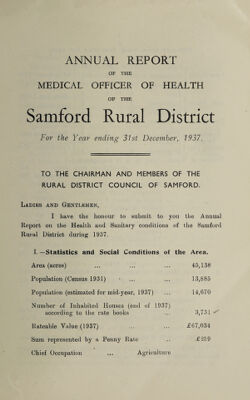 ANNUAL REPORT
OF THE
MEDICAL OFFICER OF HEALTH
OF THE
Samford Rural District
For the Year ending 31st December, 1937.
TO THE CHAIRMAN AND MEMBERS OF THE
RURAL DISTRICT COUNCIL OF SAMFORD.
LADIES AND GENTLEMEN,
I have the honour to submit to you the Annual
Report on the Health and Sanitary conditions of the Samford
Rural District during 1937.
I.—Statistics and Social Conditions of the Area.
Area (acres) ... ... ... 45,138
Population (Census 1931) ... ... 13,885
Population (estimated for mid-year, 1937) ... 14,670
Number of Inhabited Houses (end of 1937)
according to the rate books ... 3,731
Rateable Value (1937) ... ... £67,034
Sum represented by a Penny Rate ...
Chief Occupation ... Agriculture